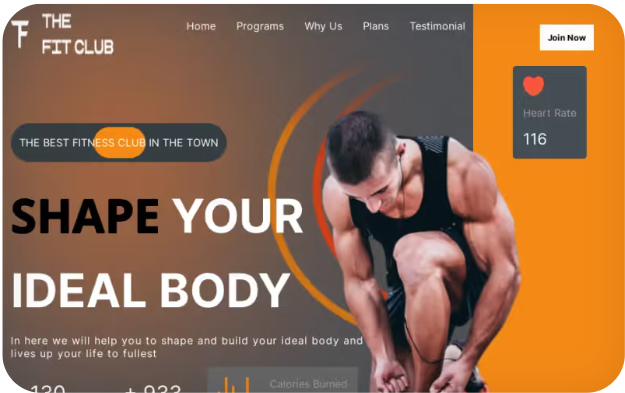 THE
FIT CLUB
Home Programs Why Us Plans Testimonial
Join Now
Heart Rate
116
THE BEST FITNESS CLUB IN THE TOWN
SHAPE YOUR
IDEAL BODY
In here we will help you to shape and build your ideal body and
lives up your life to fullest
Calories Burned